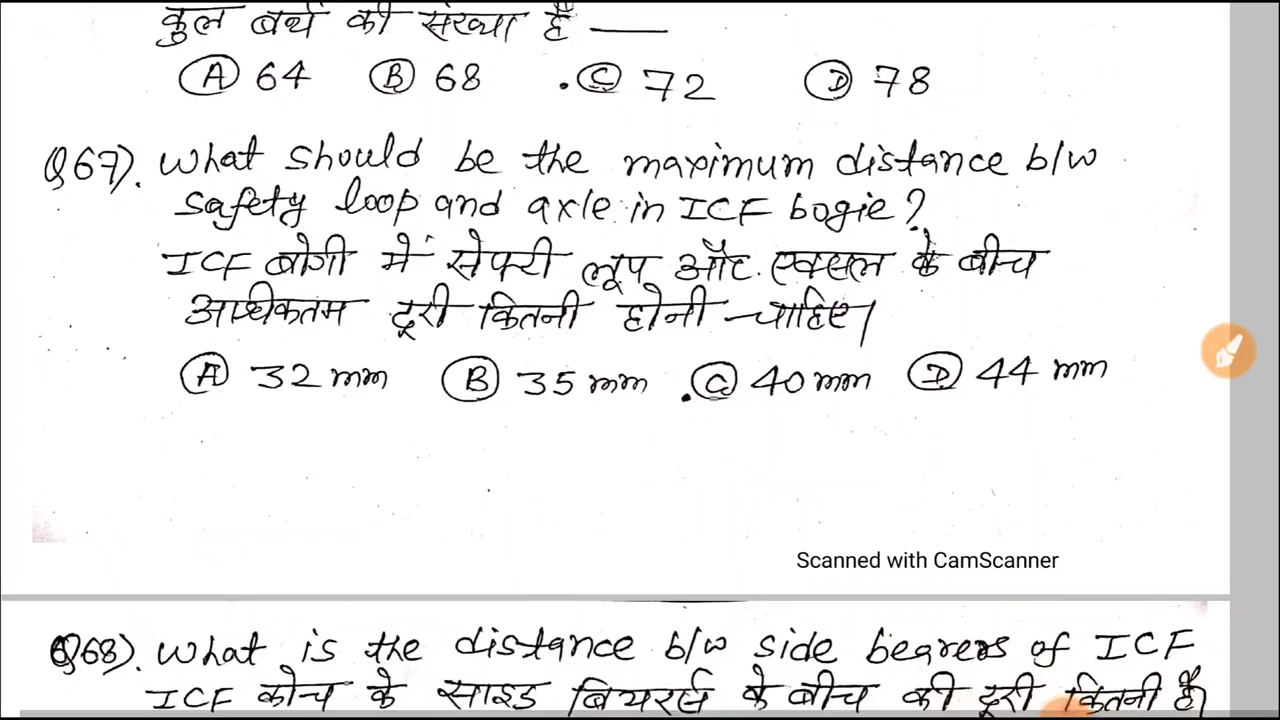 कुल बर्थ की संख्या है —
Ⓐ 64 Ⓑ 68 .Ⓒ 72 Ⓓ 78
Q67). What should be the maximum distance b/w
safety loop and axle in ICF bogie?
ICF बोगी में सेफ्टी लूप और एक्सल के बीच
अधिकतम दूरी कितनी होनी चाहिए।
Ⓐ 32 mm Ⓑ 35 mm .Ⓒ 40 mm Ⓓ 44 mm
Scanned with CamScanner
Q68). What is the distance b/w side bearers of ICF
ICF कोच के साइड बियरर्स के बीच की दूरी कितनी है।